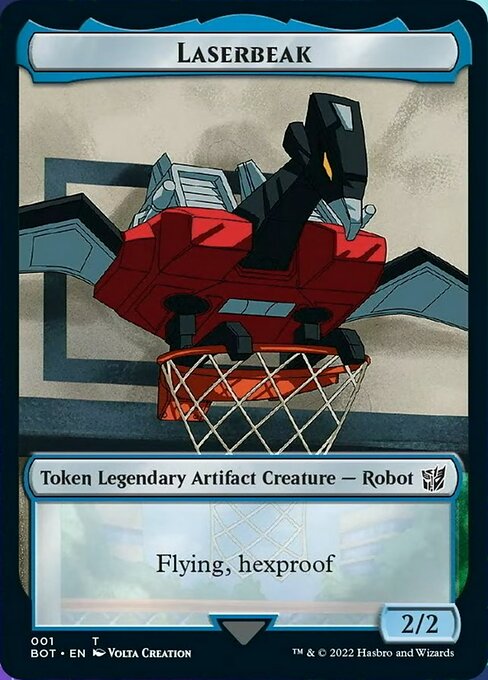 LASERBEAK
Token Legendary Artifact Creature — Robot
Flying, hexproof
2/2
001 T
BOT • EN VOLTA CREATION
™ & © 2022 Hasbro and Wizards